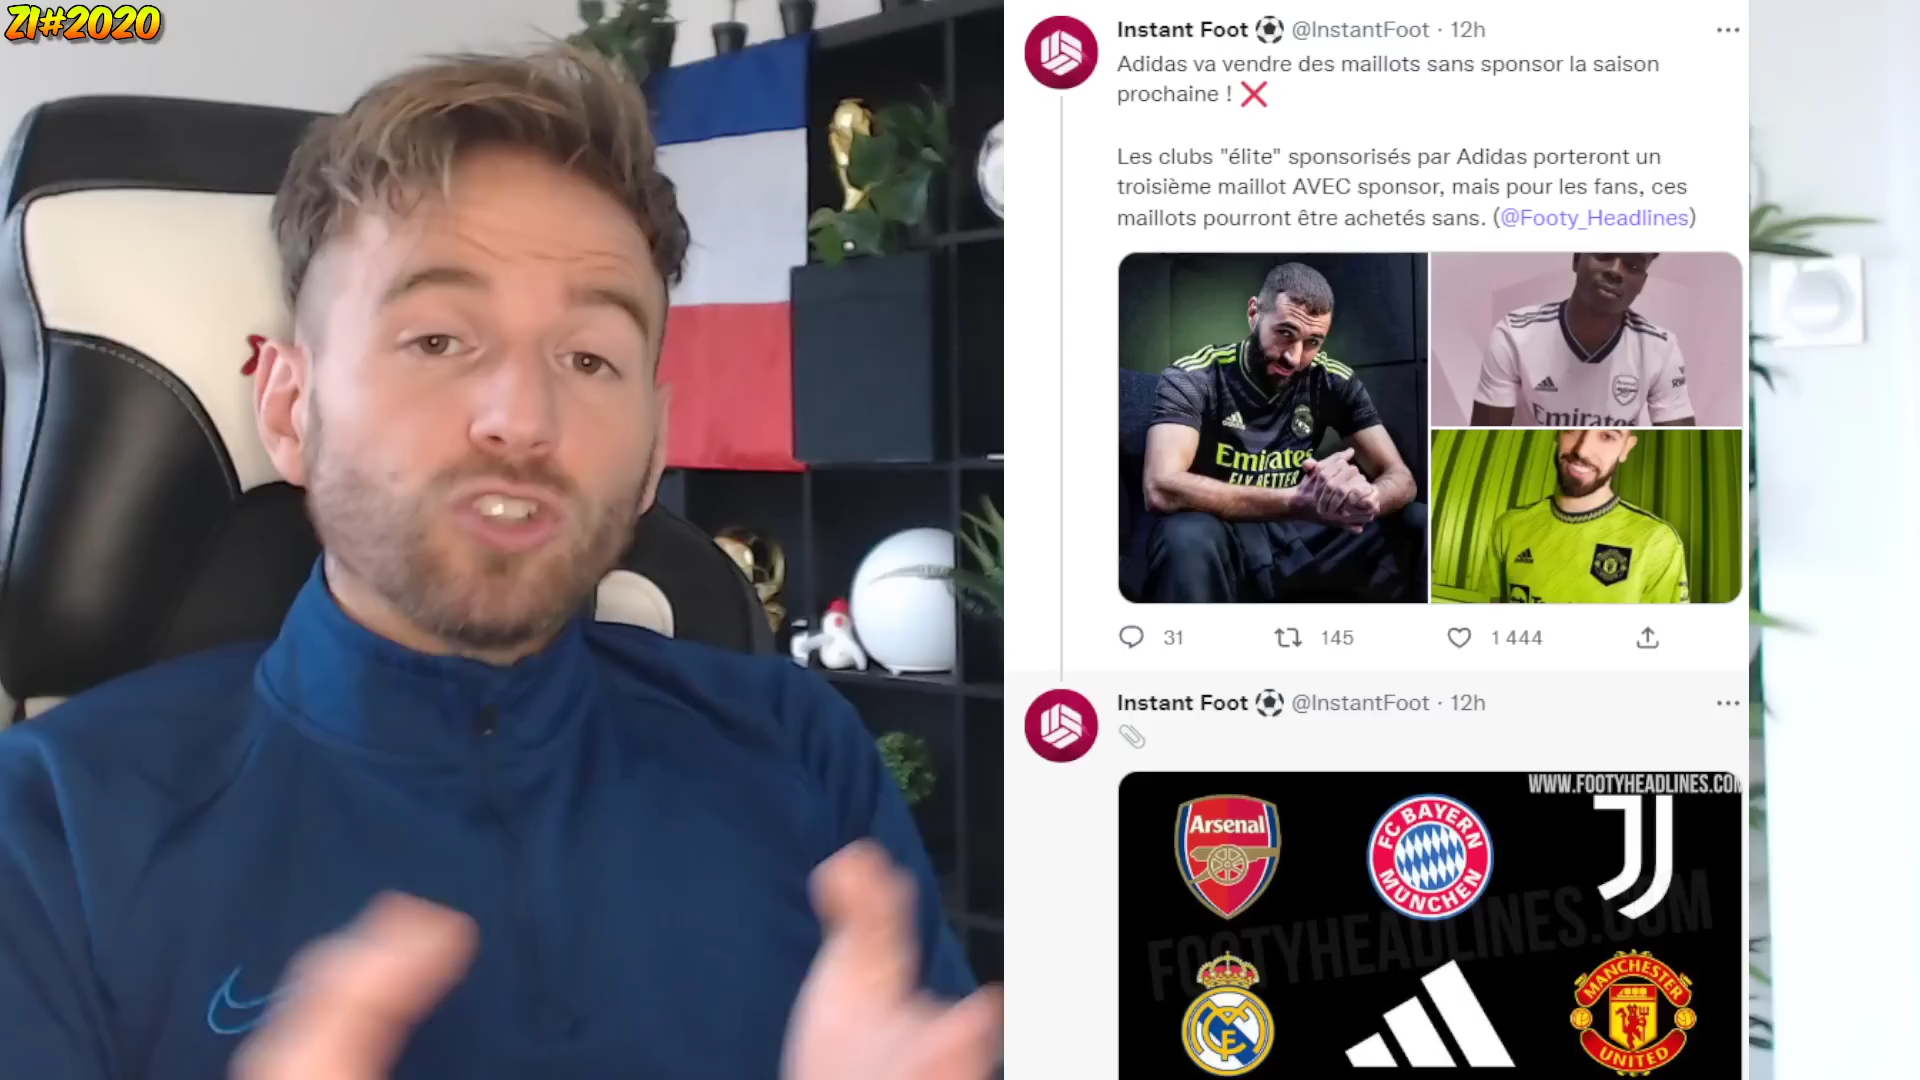 ZI#2020
Instant Foot ⚽ @InstantFoot · 12h
Adidas va vendre des maillots sans sponsor la saison
prochaine ! ❌
Les clubs "élite" sponsorisés par Adidas porteront un
troisième maillot AVEC sponsor, mais pour les fans, ces
maillots pourront être achetés sans. (@Footy_Headlines)
Emirates
FLY BETTER
Emirates
31
145
1 444
Instant Foot ⚽ @InstantFoot · 12h
WWW.FOOTYHEADLINES.COM
Arsenal
FC BAYERN
MÜNCHEN
FOOTYHEADLINES.COM
MANCHESTER
UNITED